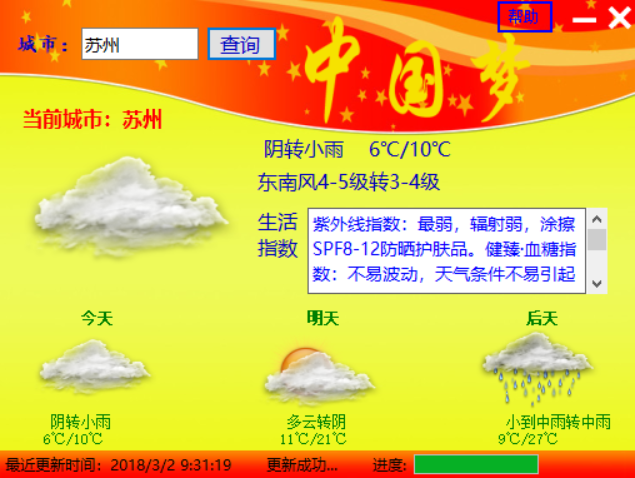 帮助
城市：
苏州
查询
中国梦
当前城市：苏州
阴转小雨 6℃/10℃
东南风4-5级转3-4级
生活
指数
紫外线指数：最弱，辐射弱，涂擦
SPF8-12防晒护肤品。健臻·血糖指
数：不易波动，天气条件不易引起
今天
明天
后天
阴转小雨
6℃/10℃
多云转阴
11℃/21℃
小到中雨转中雨
9℃/27℃
最近更新时间：2018/3/2 9:31:19 更新成功... 进度: